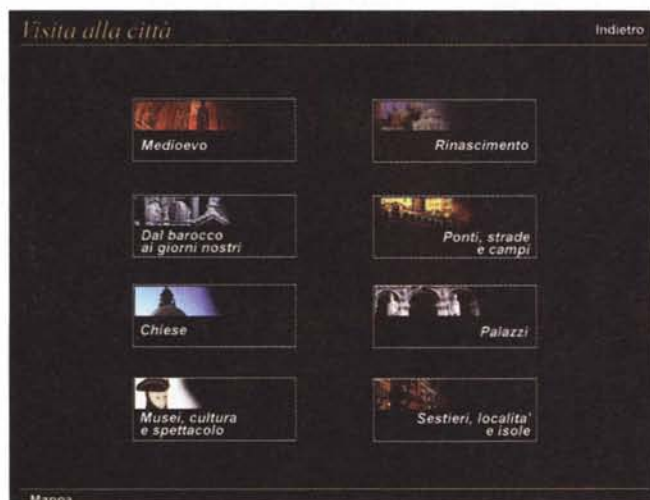 Visita alla città
Indietro
Medioevo
Rinascimento
Dal barocco
ai giorni nostri
Ponti, strade
e campi
Chiese
Palazzi
Musei, cultura
e spettacolo
Sestieri, localita'
e isole
Mappa